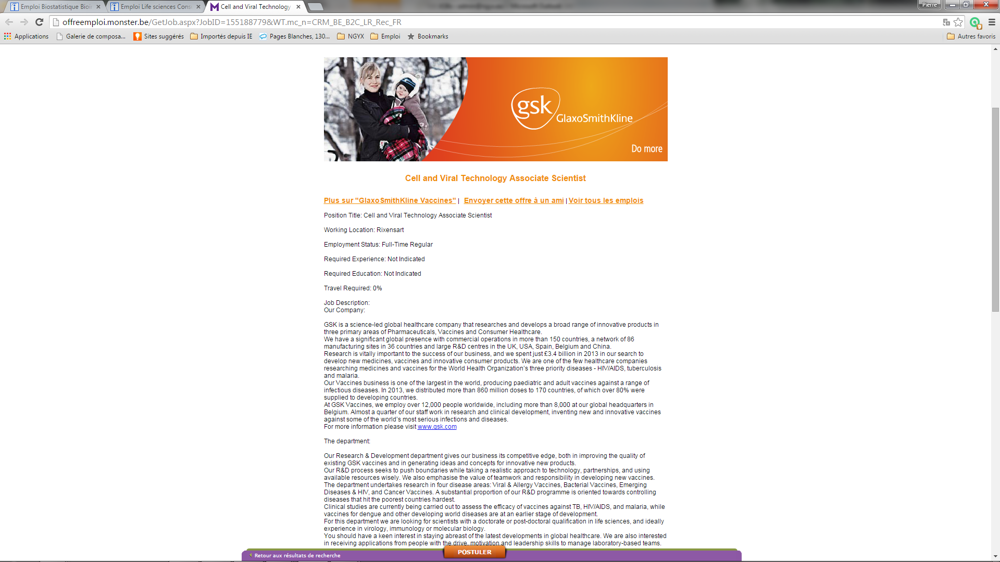 Emploi Biostatistique Bioin
Emploi Life sciences Cons
Cell and Viral Technology
Pierre
offreemploi.monster.be/GetJob.aspx?JobID=155188779&WT.mc_n=CRM_BE_B2C_LR_Rec_FR
Applications
Galerie de composa...
Sites suggérés
Importés depuis IE
Pages Blanches, 130...
NGYX
Emploi
Bookmarks
Autres favoris
gsk
GlaxoSmithKline
Do more
Cell and Viral Technology Associate Scientist
Plus sur "GlaxoSmithKline Vaccines" | Envoyer cette offre à un ami | Voir tous les emplois
Position Title: Cell and Viral Technology Associate Scientist
Working Location: Rixensart
Employment Status: Full-Time Regular
Required Experience: Not Indicated
Required Education: Not Indicated
Travel Required: 0%
Job Description:
Our Company:
GSK is a science-led global healthcare company that researches and develops a broad range of innovative products in
three primary areas of Pharmaceuticals, Vaccines and Consumer Healthcare.
We have a significant global presence with commercial operations in more than 150 countries, a network of 86
manufacturing sites in 36 countries and large R&D centres in the UK, USA, Spain, Belgium and China.
Research is vitally important to the success of our business, and we spent just £3.4 billion in 2013 in our search to
develop new medicines, vaccines and innovative consumer products. We are one of the few healthcare companies
researching medicines and vaccines for the World Health Organization's three priority diseases - HIV/AIDS, tuberculosis
and malaria.
Our Vaccines business is one of the largest in the world, producing paediatric and adult vaccines against a range of
infectious diseases. In 2013, we distributed more than 860 million doses to 170 countries, of which over 80% were
supplied to developing countries.
At GSK Vaccines, we employ over 12,000 people worldwide, including more than 8,000 at our global headquarters in
Belgium. Almost a quarter of our staff work in research and clinical development, inventing new and innovative vaccines
against some of the world's most serious infections and diseases.
For more information please visit www.gsk.com
The department:
Our Research & Development department gives our business its competitive edge, both in improving the quality of
existing GSK vaccines and in generating ideas and concepts for innovative new products.
Our R&D process seeks to push boundaries while taking a realistic approach to technology, partnerships, and using
available resources wisely. We also emphasise the value of teamwork and responsibility in developing new vaccines.
The department undertakes research in four disease areas: Viral & Allergy Vaccines, Bacterial Vaccines, Emerging
Diseases & HIV, and Cancer Vaccines. A substantial proportion of our R&D programme is oriented towards controlling
diseases that hit the poorest countries hardest.
Clinical studies are currently being carried out to assess the efficacy of vaccines against TB, HIV/AIDS, and malaria, while
vaccines for dengue and other developing world diseases are at an earlier stage of development.
For this department we are looking for scientists with a doctorate or post-doctoral qualification in life sciences, and ideally
experience in virology, immunology or molecular biology.
You should have a keen interest in staying abreast of the latest developments in global healthcare. We are also interested
in receiving applications from people with the drive, motivation and leadership skills to manage laboratory-based teams.
Retour aux résultats de recherche
POSTULER